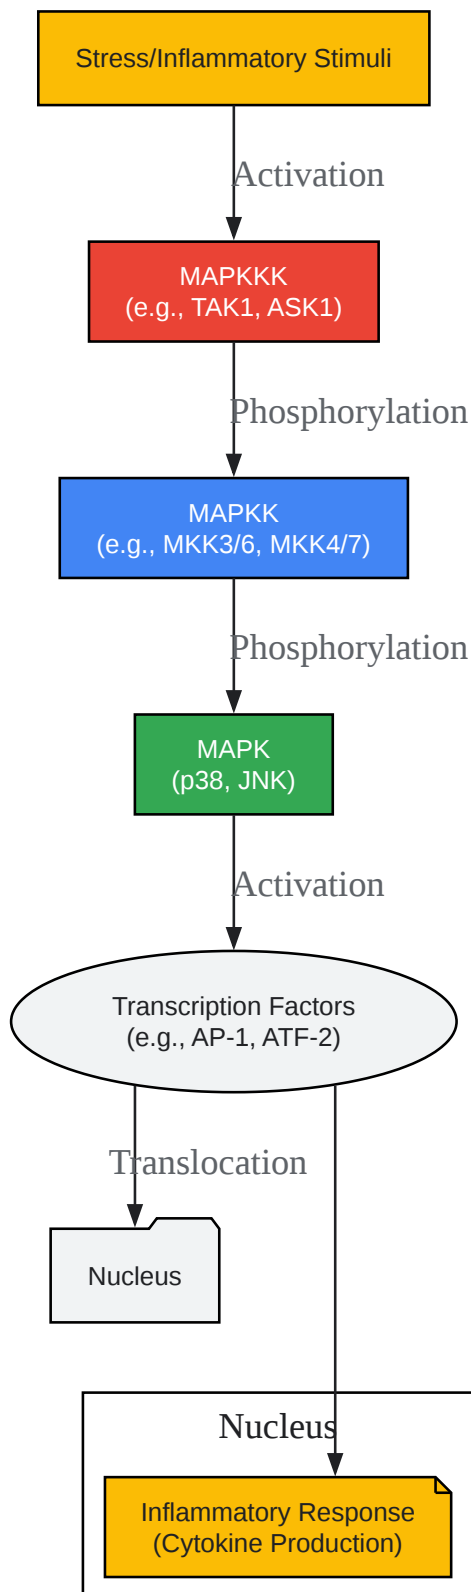 Stress/Inflammatory Stimuli
Activation
MAPKKK
(e.g., TAK1, ASK1)
Phosphorylation
MAPKK
(e.g., MKK3/6, MKK4/7)
Phosphorylation
MAPK
(p38, JNK)
Activation
Transcription Factors
(e.g., AP-1, ATF-2)
Translocation
Nucleus
Nucleus
Inflammatory Response
(Cytokine Production)